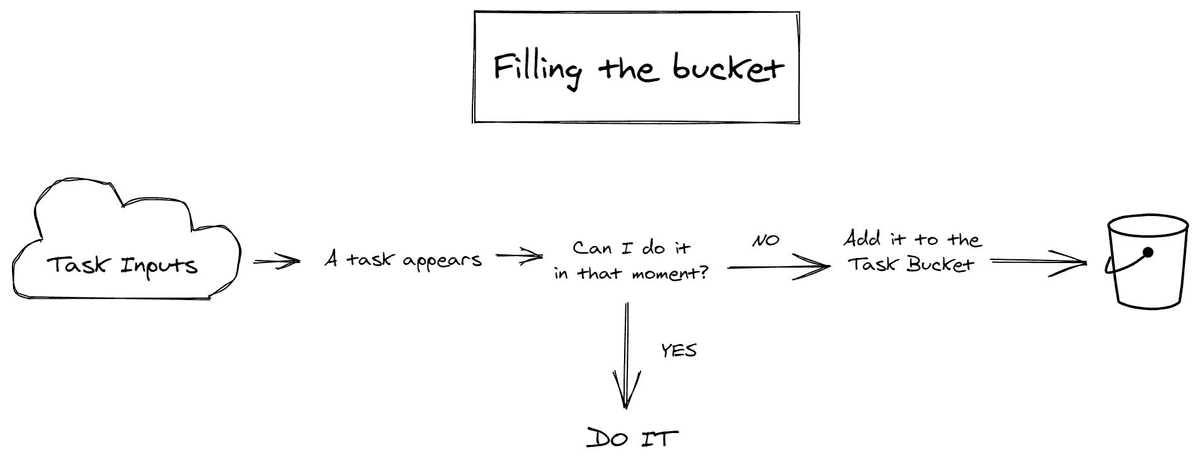 Filling the bucket
Task Inputs
A task appears
Can I do it
in that moment?
NO
Add it to the
Task Bucket
YES
DO IT